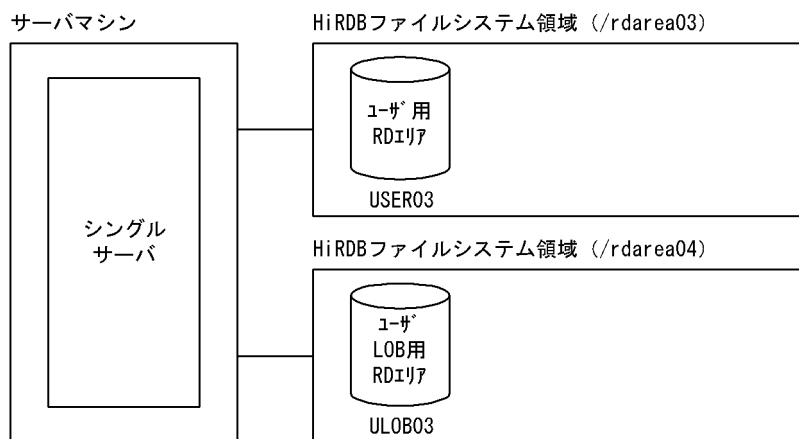 サーバマシン
HiRDBファイルシステム領域（/rdarea03）
ﾕｰｻﾞ用
RDｴﾘｱ
USER03
シングル
サーバ
HiRDBファイルシステム領域（/rdarea04）
ﾕｰｻﾞ
LOB用
RDｴﾘｱ
ULOB03